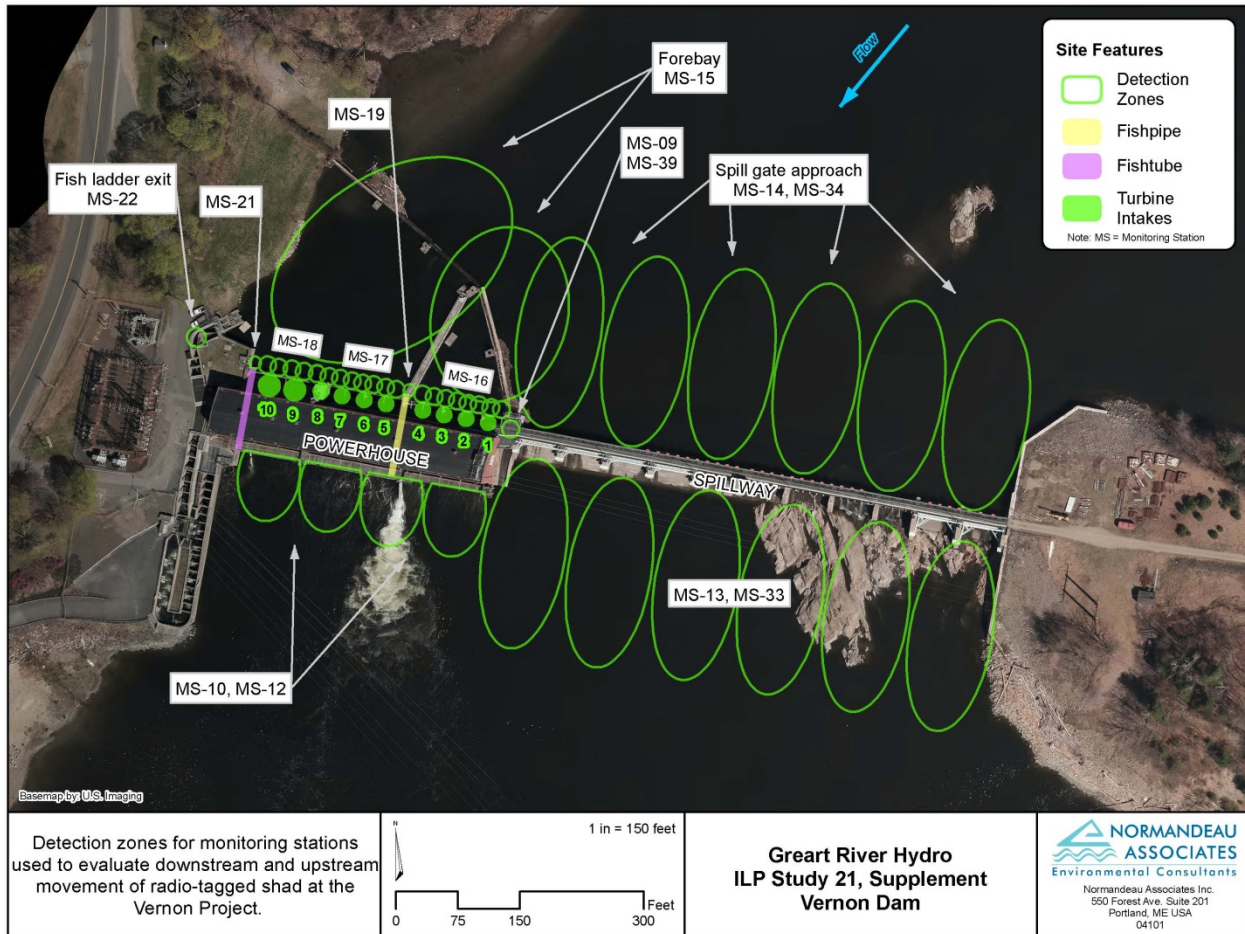 Flow
Site Features
Detection
Zones
Fishpipe
Fishtube
Turbine
Intakes
Note: MS = Monitoring Station
Forebay
MS-15
MS-19
MS-09
MS-39
Spill gate approach
MS-14, MS-34
Fish ladder exit
MS-22
MS-21
MS-18
MS-17
MS-16
10
9
8
7
6
5
4
3
2
1
POWERHOUSE
SPILLWAY
MS-13, MS-33
MS-10, MS-12
Basemap by: U.S. Imaging
Detection zones for monitoring stations
used to evaluate downstream and upstream
movement of radio-tagged shad at the
Vernon Project.
N
1 in = 150 feet
Feet
0 75 150 300
Greart River Hydro
ILP Study 21, Supplement
Vernon Dam
NORMANDEAU
ASSOCIATES
Environmental Consultants
Normandeau Associates Inc.
550 Forest Ave. Suite 201
Portland, ME USA
04101